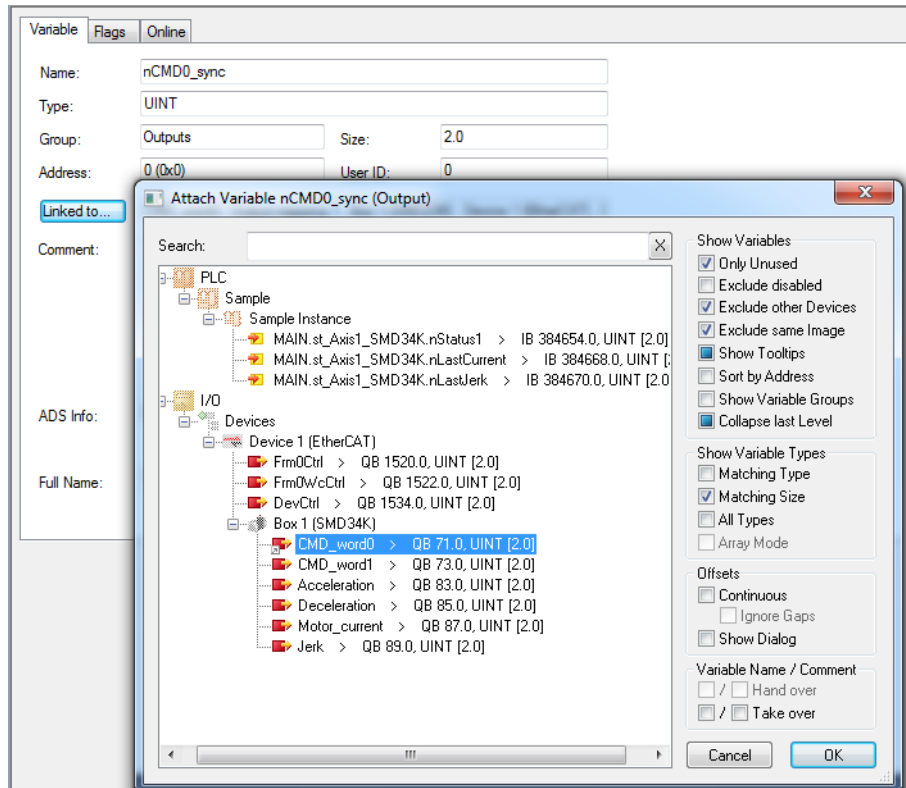 Variable Flags Online
Name: nCMD0_sync
Type: UINT
Group: Outputs Size: 2.0
Address: 0 (0x0) User ID: 0
Linked to...
Comment:
ADS Info:
Full Name:
Attach Variable nCMD0_sync (Output)
Search:
PLC
Sample
Sample Instance
MAIN.st_Axis1_SMD34K.nStatus1 > IB 384654.0, UINT [2.0]
MAIN.st_Axis1_SMD34K.nLastCurrent > IB 384668.0, UINT [2
MAIN.st_Axis1_SMD34K.nLastJerk > IB 384670.0, UINT [2.0
I/O
Devices
Device 1 (EtherCAT)
Frm0Ctrl > QB 1520.0, UINT [2.0]
Frm0WcCtrl > QB 1522.0, UINT [2.0]
DevCtrl > QB 1534.0, UINT [2.0]
Box 1 (SMD34K)
CMD_word0 > QB 71.0, UINT [2.0]
CMD_word1 > QB 73.0, UINT [2.0]
Acceleration > QB 83.0, UINT [2.0]
Deceleration > QB 85.0, UINT [2.0]
Motor_current > QB 87.0, UINT [2.0]
Jerk > QB 89.0, UINT [2.0]
Show Variables
Only Unused
Exclude disabled
Exclude other Devices
Exclude same Image
Show Tooltips
Sort by Address
Show Variable Groups
Collapse last Level
Show Variable Types
Matching Type
Matching Size
All Types
Array Mode
Offsets
Continuous
Ignore Gaps
Show Dialog
Variable Name / Comment
/ Hand over
/ Take over
Cancel OK